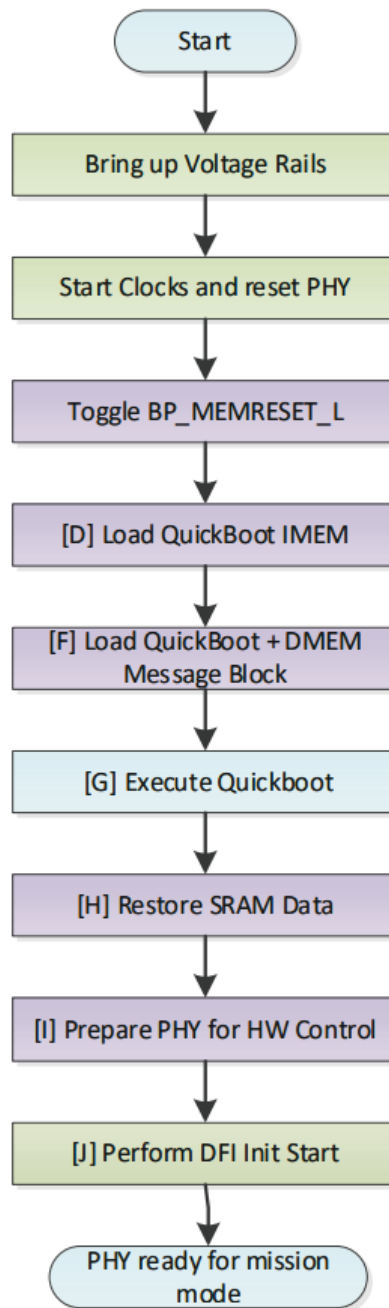 Start
Bring up Voltage Rails
Start Clocks and reset PHY
Toggle BP_MEMRESET_L
[D] Load QuickBoot IMEM
[F] Load QuickBoot + DMEM
Message Block
[G] Execute Quickboot
[H] Restore SRAM Data
[I] Prepare PHY for HW Control
[J] Perform DFI Init Start
PHY ready for mission
mode